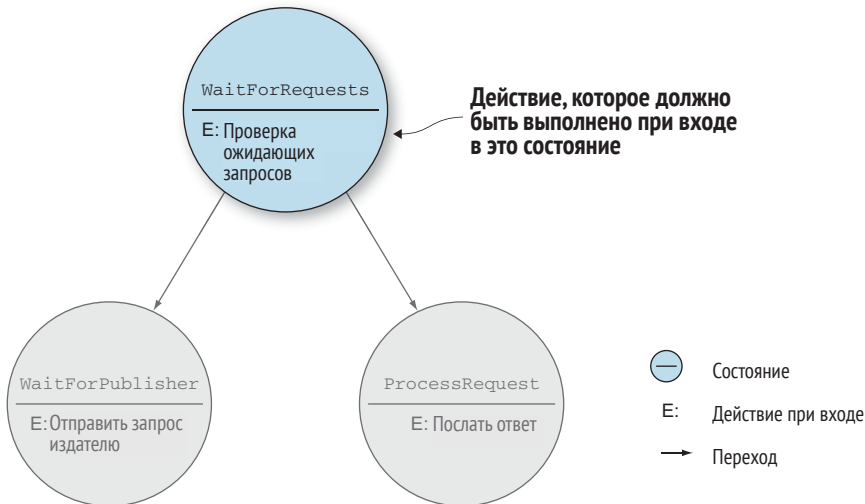 WaitForRequests
E: Проверка
ожидающих
запросов
Действие, которое должно
быть выполнено при входе
в это состояние
WaitForPublisher
E: Отправить запрос
издателю
ProcessRequest
E: Послать ответ
Состояние
E: Действие при входе
Переход